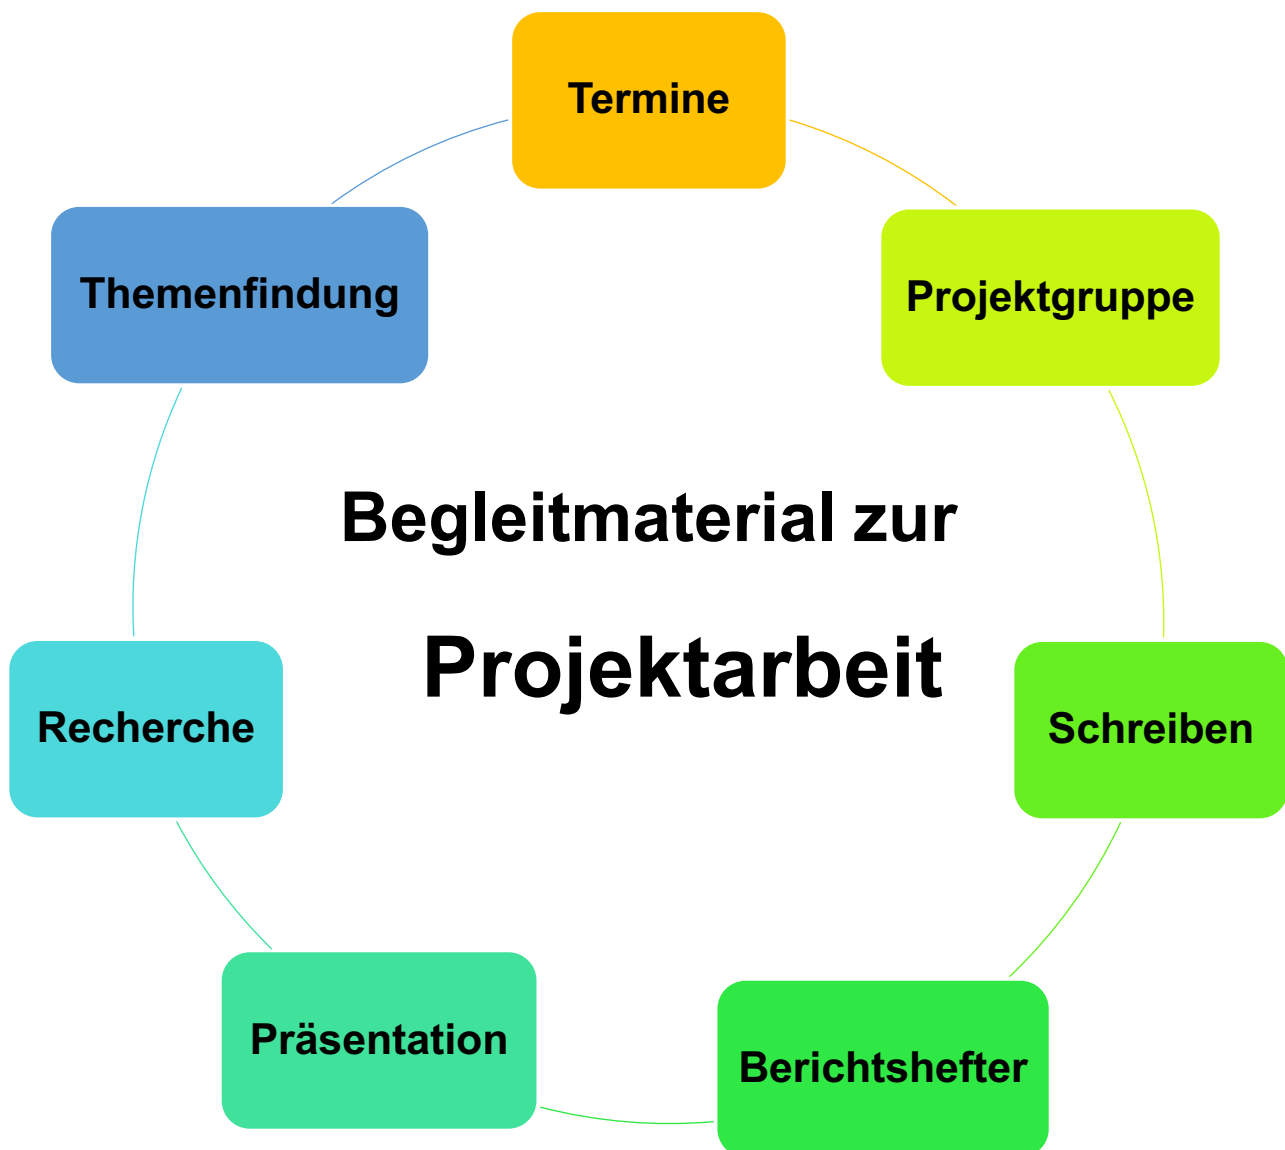 Termine
Themenfindung
Projektgruppe
Begleitmaterial zur
Projektarbeit
Recherche
Schreiben
Präsentation
Berichtshefter